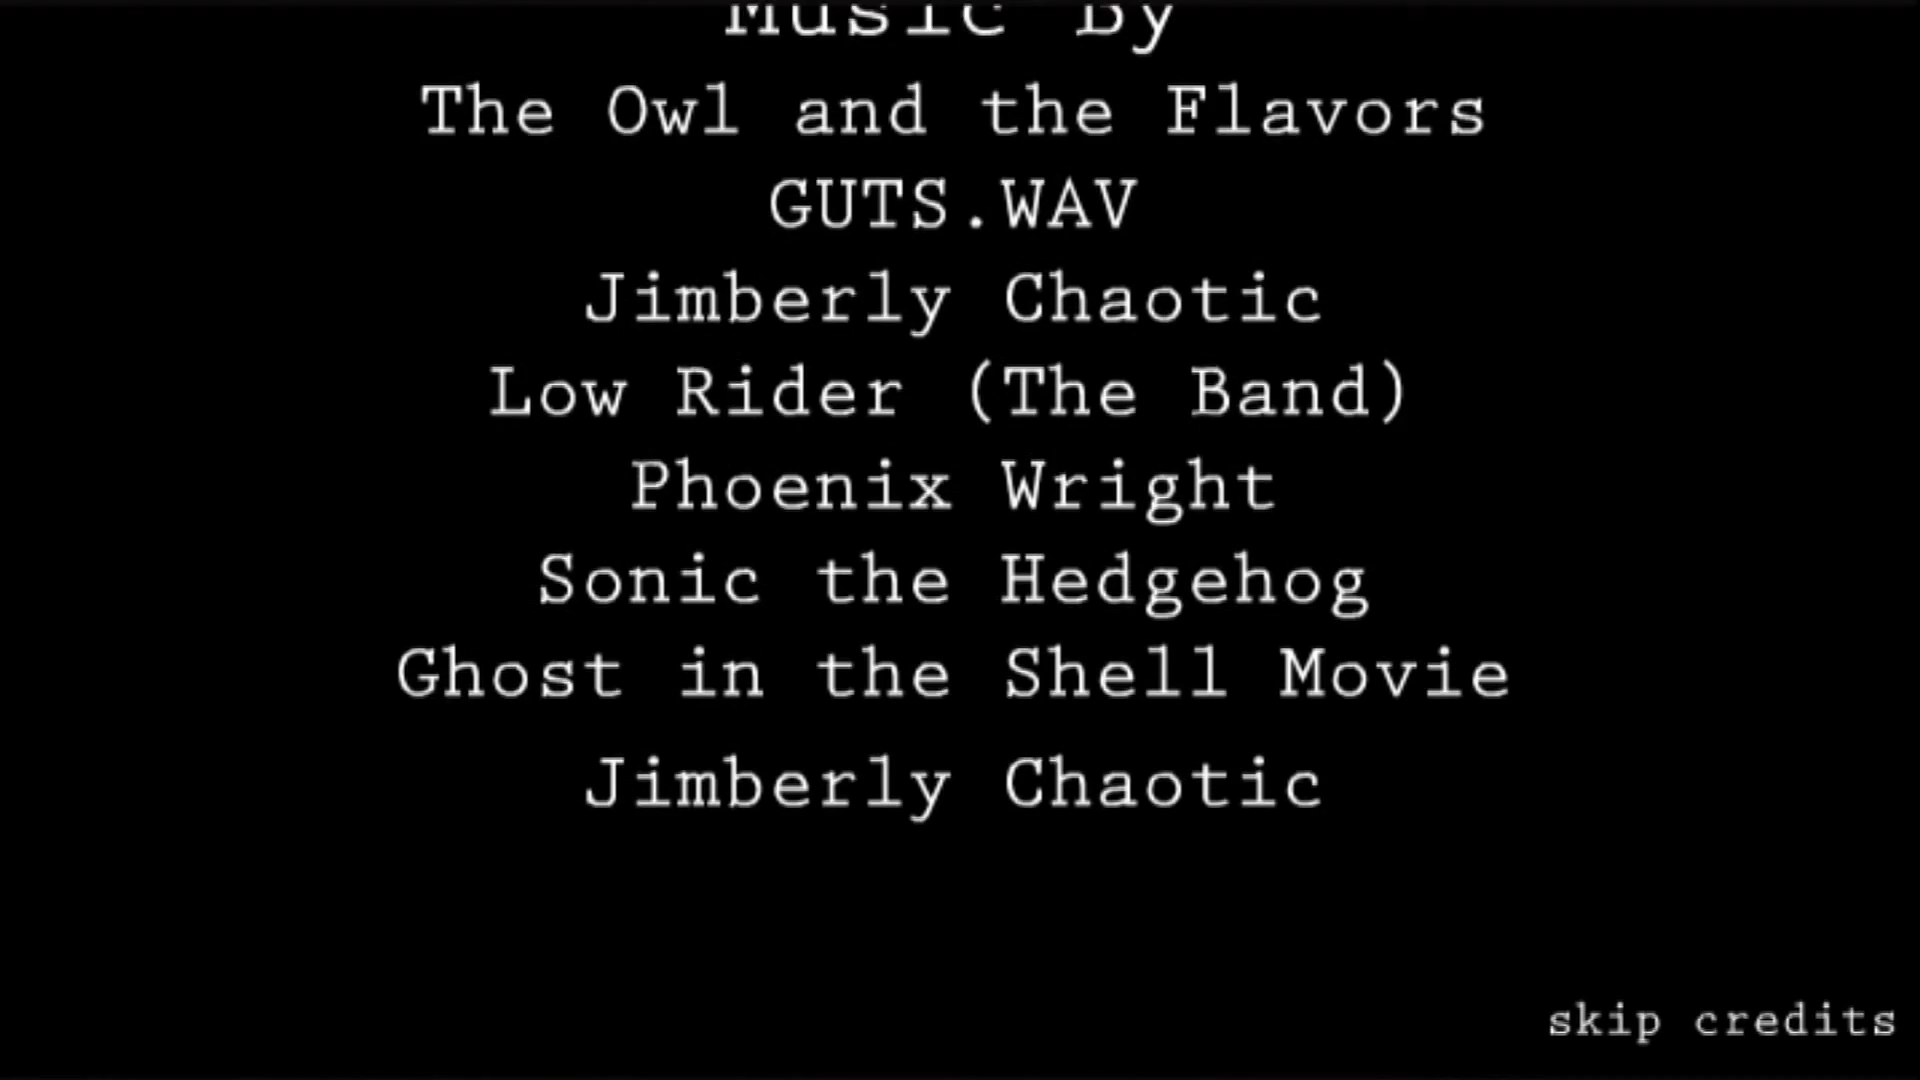 Music By
The Owl and the Flavors
GUTS.WAV
Jimberly Chaotic
Low Rider (The Band)
Phoenix Wright
Sonic the Hedgehog
Ghost in the Shell Movie
Jimberly Chaotic
skip credits